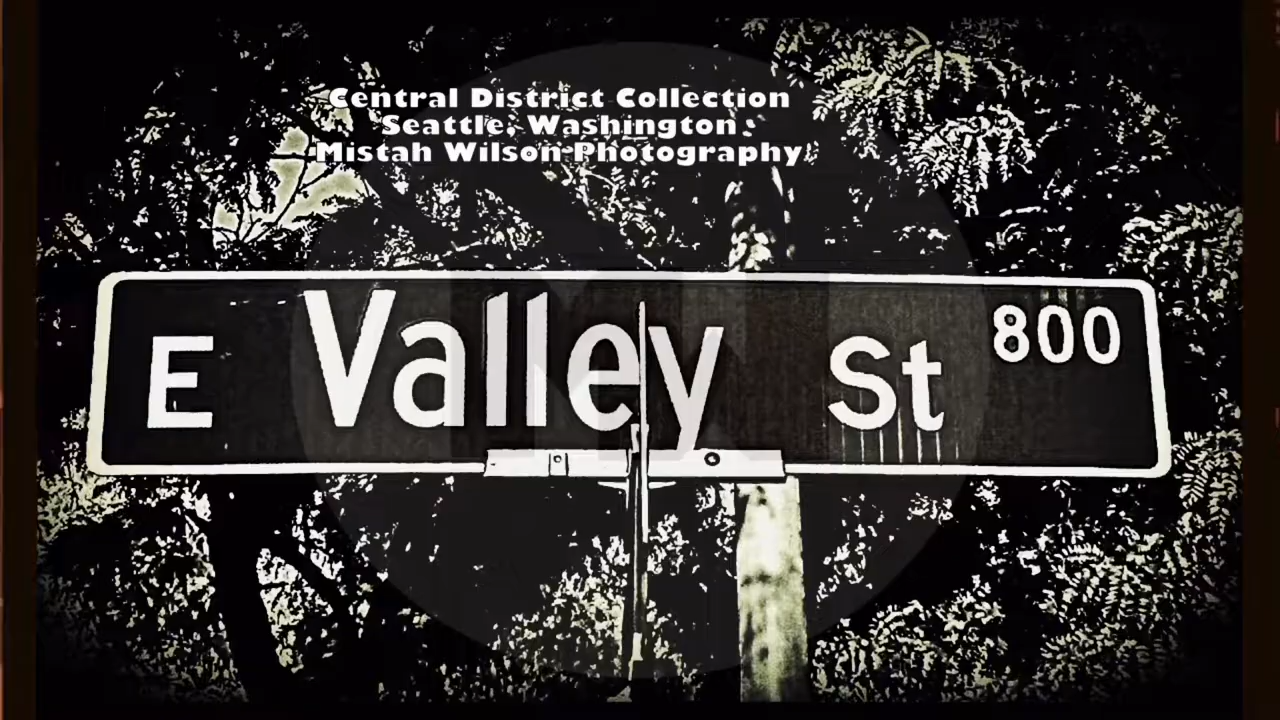 Central District Collection
Seattle, Washington
Mistah Wilson Photography
E Valley St 800